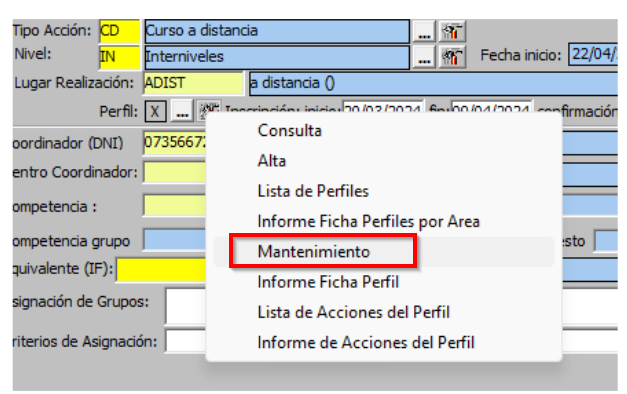 Tipo Acción: CD Curso a distancia ...
Nivel: IN Interniveles ... Fecha inicio: 22/04/
Lugar Realización: ADIST a distancia ()
Perfil: X ... Inscripción: inicio: 20/03/2024 fin: 09/04/2024 confirmación
oordinador (DNI) 07356672
entro Coordinador:
ompetencia :
ompetencia grupo esto
quivalente (IF):
signación de Grupos:
riterios de Asignación:
Consulta
Alta
Lista de Perfiles
Informe Ficha Perfiles por Area
Mantenimiento
Informe Ficha Perfil
Lista de Acciones del Perfil
Informe de Acciones del Perfil